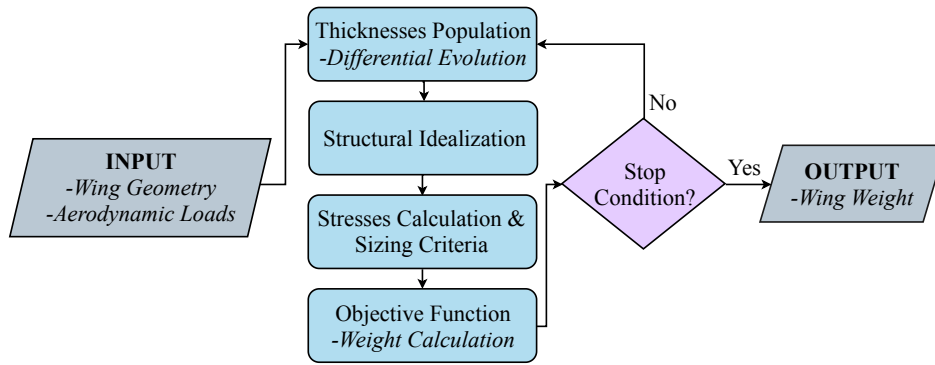 INPUT
-Wing Geometry
-Aerodynamic Loads
Thicknesses Population
-Differential Evolution
Structural Idealization
Stresses Calculation &
Sizing Criteria
Objective Function
-Weight Calculation
Stop
Condition?
No
Yes
OUTPUT
-Wing Weight